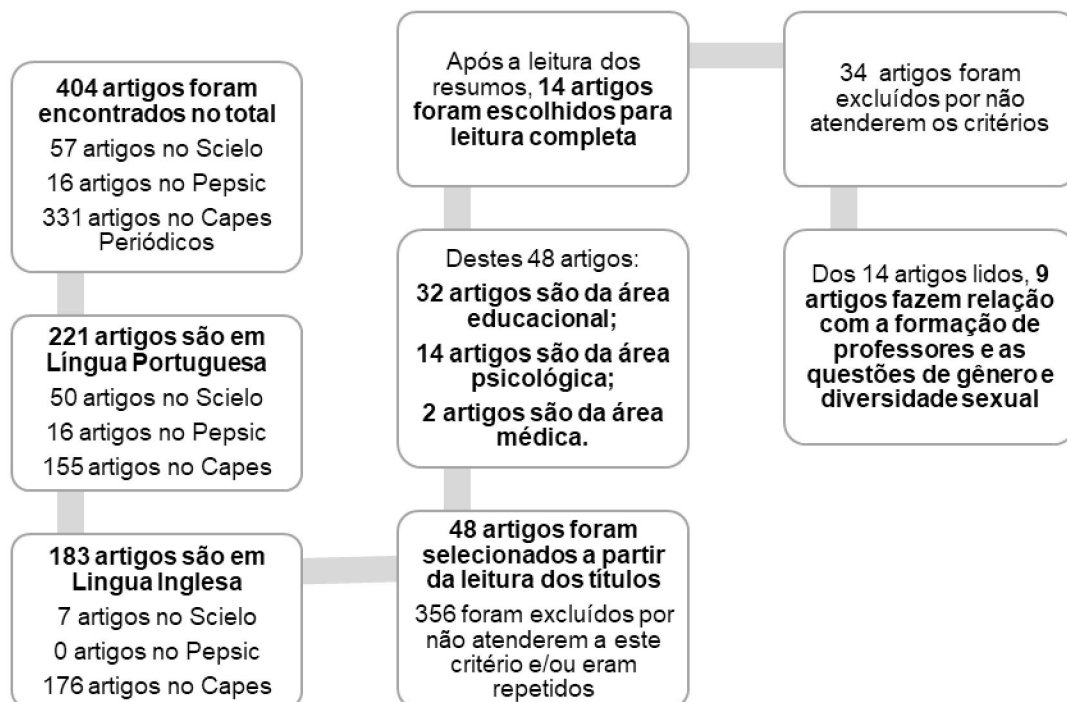 404 artigos foram
encontrados no total
57 artigos no Scielo
16 artigos no Pepsic
331 artigos no Capes
Periódicos
221 artigos são em
Língua Portuguesa
50 artigos no Scielo
16 artigos no Pepsic
155 artigos no Capes
183 artigos são em
Lingua Inglesa
7 artigos no Scielo
0 artigos no Pepsic
176 artigos no Capes
48 artigos foram
selecionados a partir
da leitura dos títulos
356 foram excluídos por
não atenderem a este
critério e/ou eram
repetidos
Destes 48 artigos:
32 artigos são da área
educacional;
14 artigos são da área
psicológica;
2 artigos são da área
médica.
Após a leitura dos
resumos, 14 artigos
foram escolhidos para
leitura completa
34 artigos foram
excluídos por não
atenderem os critérios
Dos 14 artigos lidos, 9
artigos fazem relação
com a formação de
professores e as
questões de gênero e
diversidade sexual